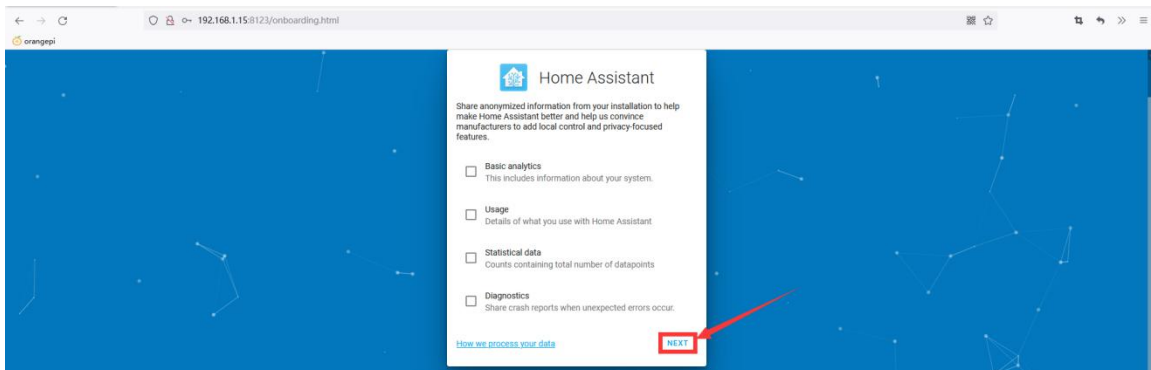 192.168.1.15:8123/onboarding.html
orangepi
Home Assistant
Share anonymized information from your installation to help
make Home Assistant better and help us convince
manufacturers to add local control and privacy-focused
features.
Basic analytics
This includes information about your system.
Usage
Details of what you use with Home Assistant
Statistical data
Counts containing total number of datapoints
Diagnostics
Share crash reports when unexpected errors occur.
How we process your data
NEXT